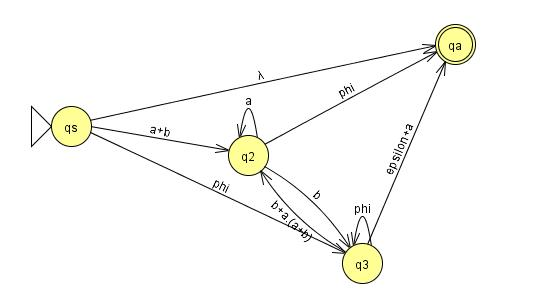 qa
λ
phi
a
qs
a+b
q2
epsilon+a
phi
b
b+a.(a+b)
phi
q3